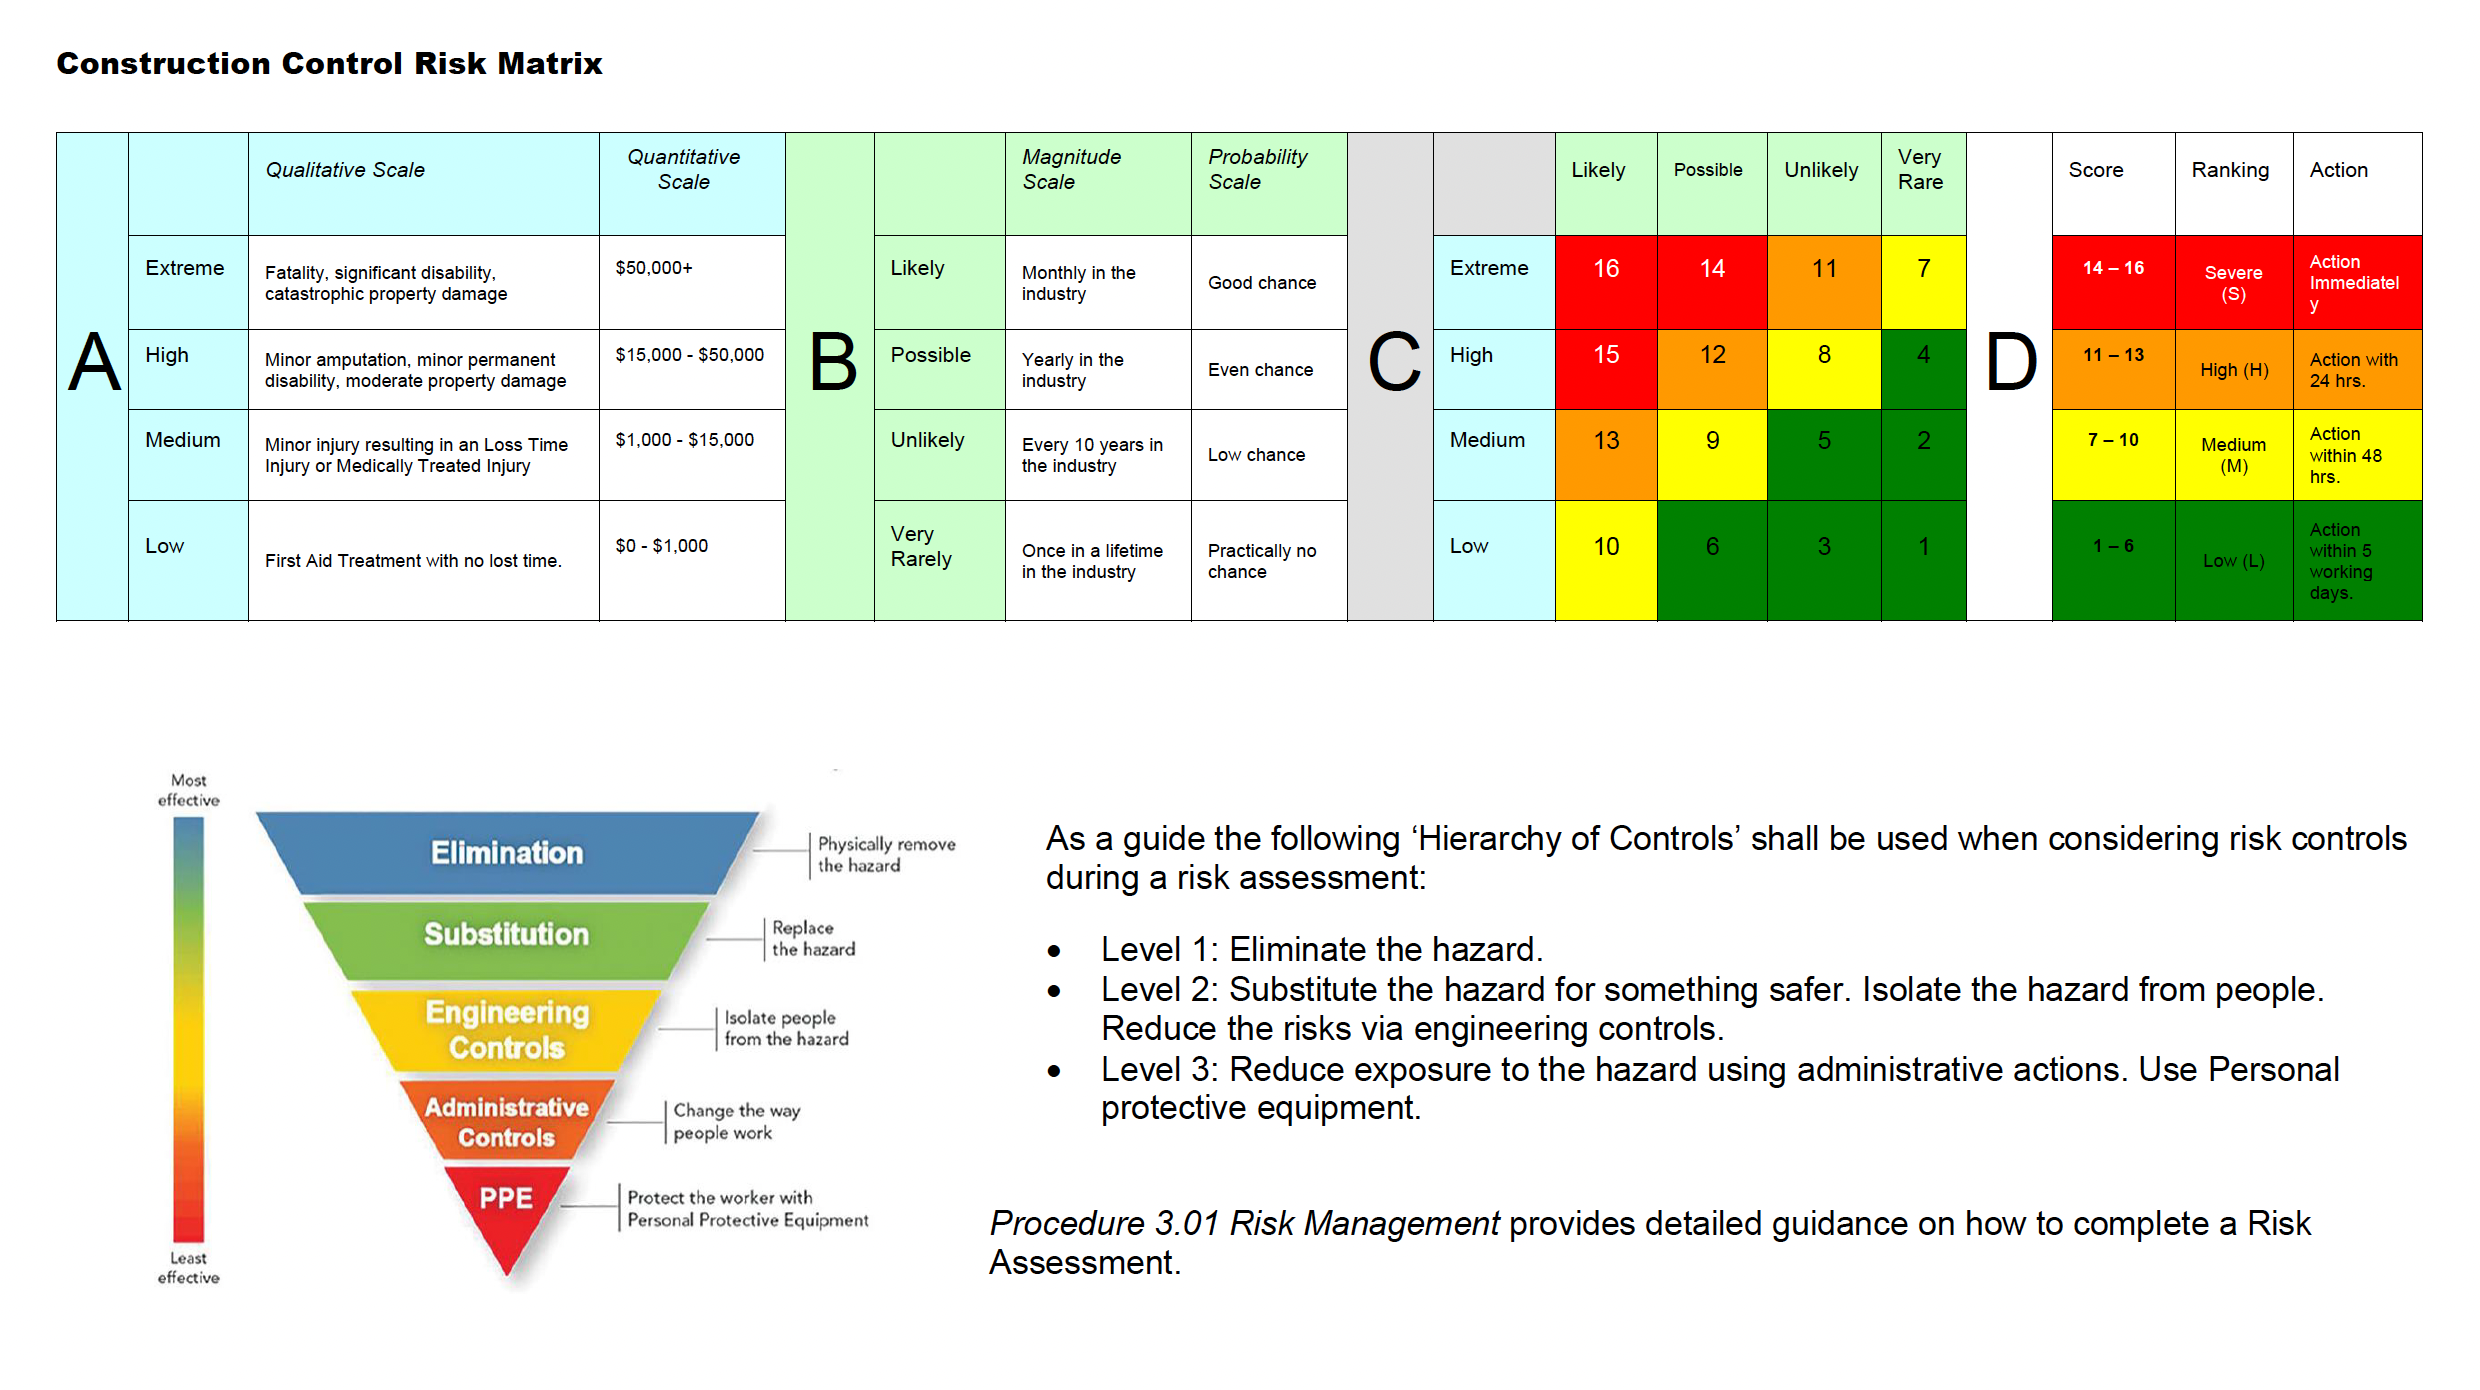 Construction Control Risk Matrix
A
Qualitative Scale
Quantitative
Scale
Extreme
Fatality, significant disability,
catastrophic property damage
$50,000+
High
Minor amputation, minor permanent
disability, moderate property damage
$15,000 - $50,000
Medium
Minor injury resulting in an Loss Time
Injury or Medically Treated Injury
$1,000 - $15,000
Low
First Aid Treatment with no lost time.
$0 - $1,000
B
Magnitude
Scale
Probability
Scale
Likely
Monthly in the
industry
Good chance
Possible
Yearly in the
industry
Even chance
Unlikely
Every 10 years in
the industry
Low chance
Very
Rarely
Once in a lifetime
in the industry
Practically no
chance
C
Likely
Possible
Unlikely
Very
Rare
Extreme
16
14
11
7
High
15
12
8
4
Medium
13
9
5
2
Low
10
6
3
1
D
Score
Ranking
Action
14 – 16
Severe
(S)
Action
Immediatel
y
11 – 13
High (H)
Action with
24 hrs.
7 – 10
Medium
(M)
Action
within 48
hrs.
1 – 6
Low (L)
Action
within 5
working
days.
Most
effective
Least
effective
Elimination
Physically remove
the hazard
Substitution
Replace
the hazard
Engineering
Controls
Isolate people
from the hazard
Administrative
Controls
Change the way
people work
PPE
Protect the worker with
Personal Protective Equipment
As a guide the following ‘Hierarchy of Controls’ shall be used when considering risk controls
during a risk assessment:
• Level 1: Eliminate the hazard.
• Level 2: Substitute the hazard for something safer. Isolate the hazard from people.
Reduce the risks via engineering controls.
• Level 3: Reduce exposure to the hazard using administrative actions. Use Personal
protective equipment.
Procedure 3.01 Risk Management provides detailed guidance on how to complete a Risk
Assessment.